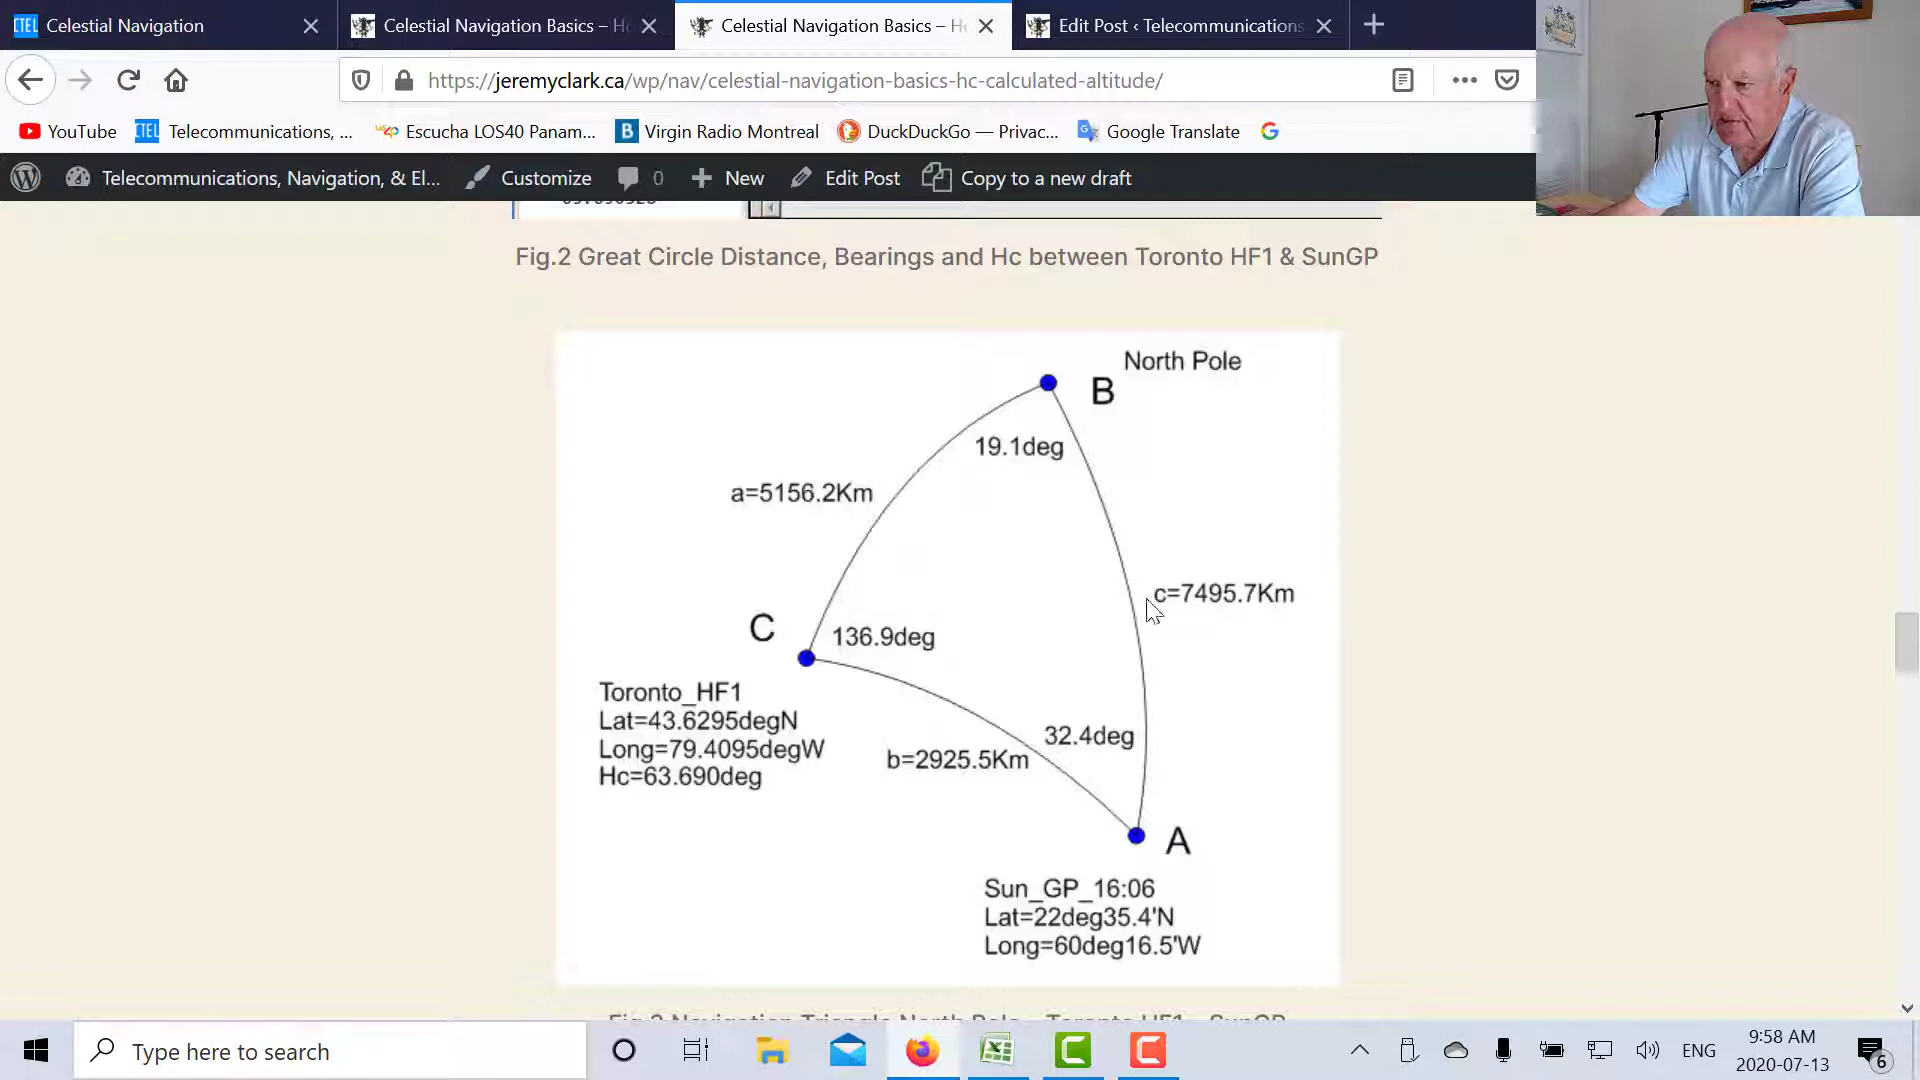 Celestial Navigation
Celestial Navigation Basics – H
Celestial Navigation Basics – H
Edit Post ‹ Telecommunications
https://jeremyclark.ca/wp/nav/celestial-navigation-basics-hc-calculated-altitude/
YouTube
Telecommunications, ...
Escucha LOS40 Panam...
Virgin Radio Montreal
DuckDuckGo — Privac...
Google Translate
Telecommunications, Navigation, & El...
Customize
0
New
Edit Post
Copy to a new draft
Fig.2 Great Circle Distance, Bearings and Hc between Toronto HF1 & SunGP
North Pole
B
19.1deg
a=5156.2Km
c=7495.7Km
C
136.9deg
Toronto_HF1
Lat=43.6295degN
Long=79.4095degW
Hc=63.690deg
32.4deg
b=2925.5Km
A
Sun_GP_16:06
Lat=22deg35.4'N
Long=60deg16.5'W
Type here to search
ENG
9:58 AM
2020-07-13
6